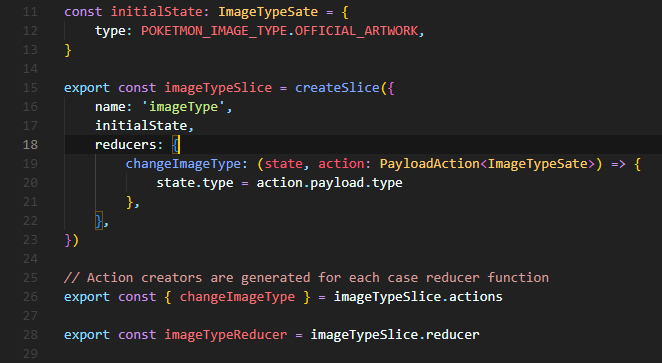 11 const initialState: ImageTypeSate = {
12     type: POKETMON_IMAGE_TYPE.OFFICIAL_ARTWORK,
13 }
14
15 export const imageTypeSlice = createSlice({
16     name: 'imageType',
17     initialState,
18     reducers: {
19         changeImageType: (state, action: PayloadAction<ImageTypeSate>) => {
20             state.type = action.payload.type
21         },
22     },
23 })
24
25 // Action creators are generated for each case reducer function
26 export const { changeImageType } = imageTypeSlice.actions
27
28 export const imageTypeReducer = imageTypeSlice.reducer
29